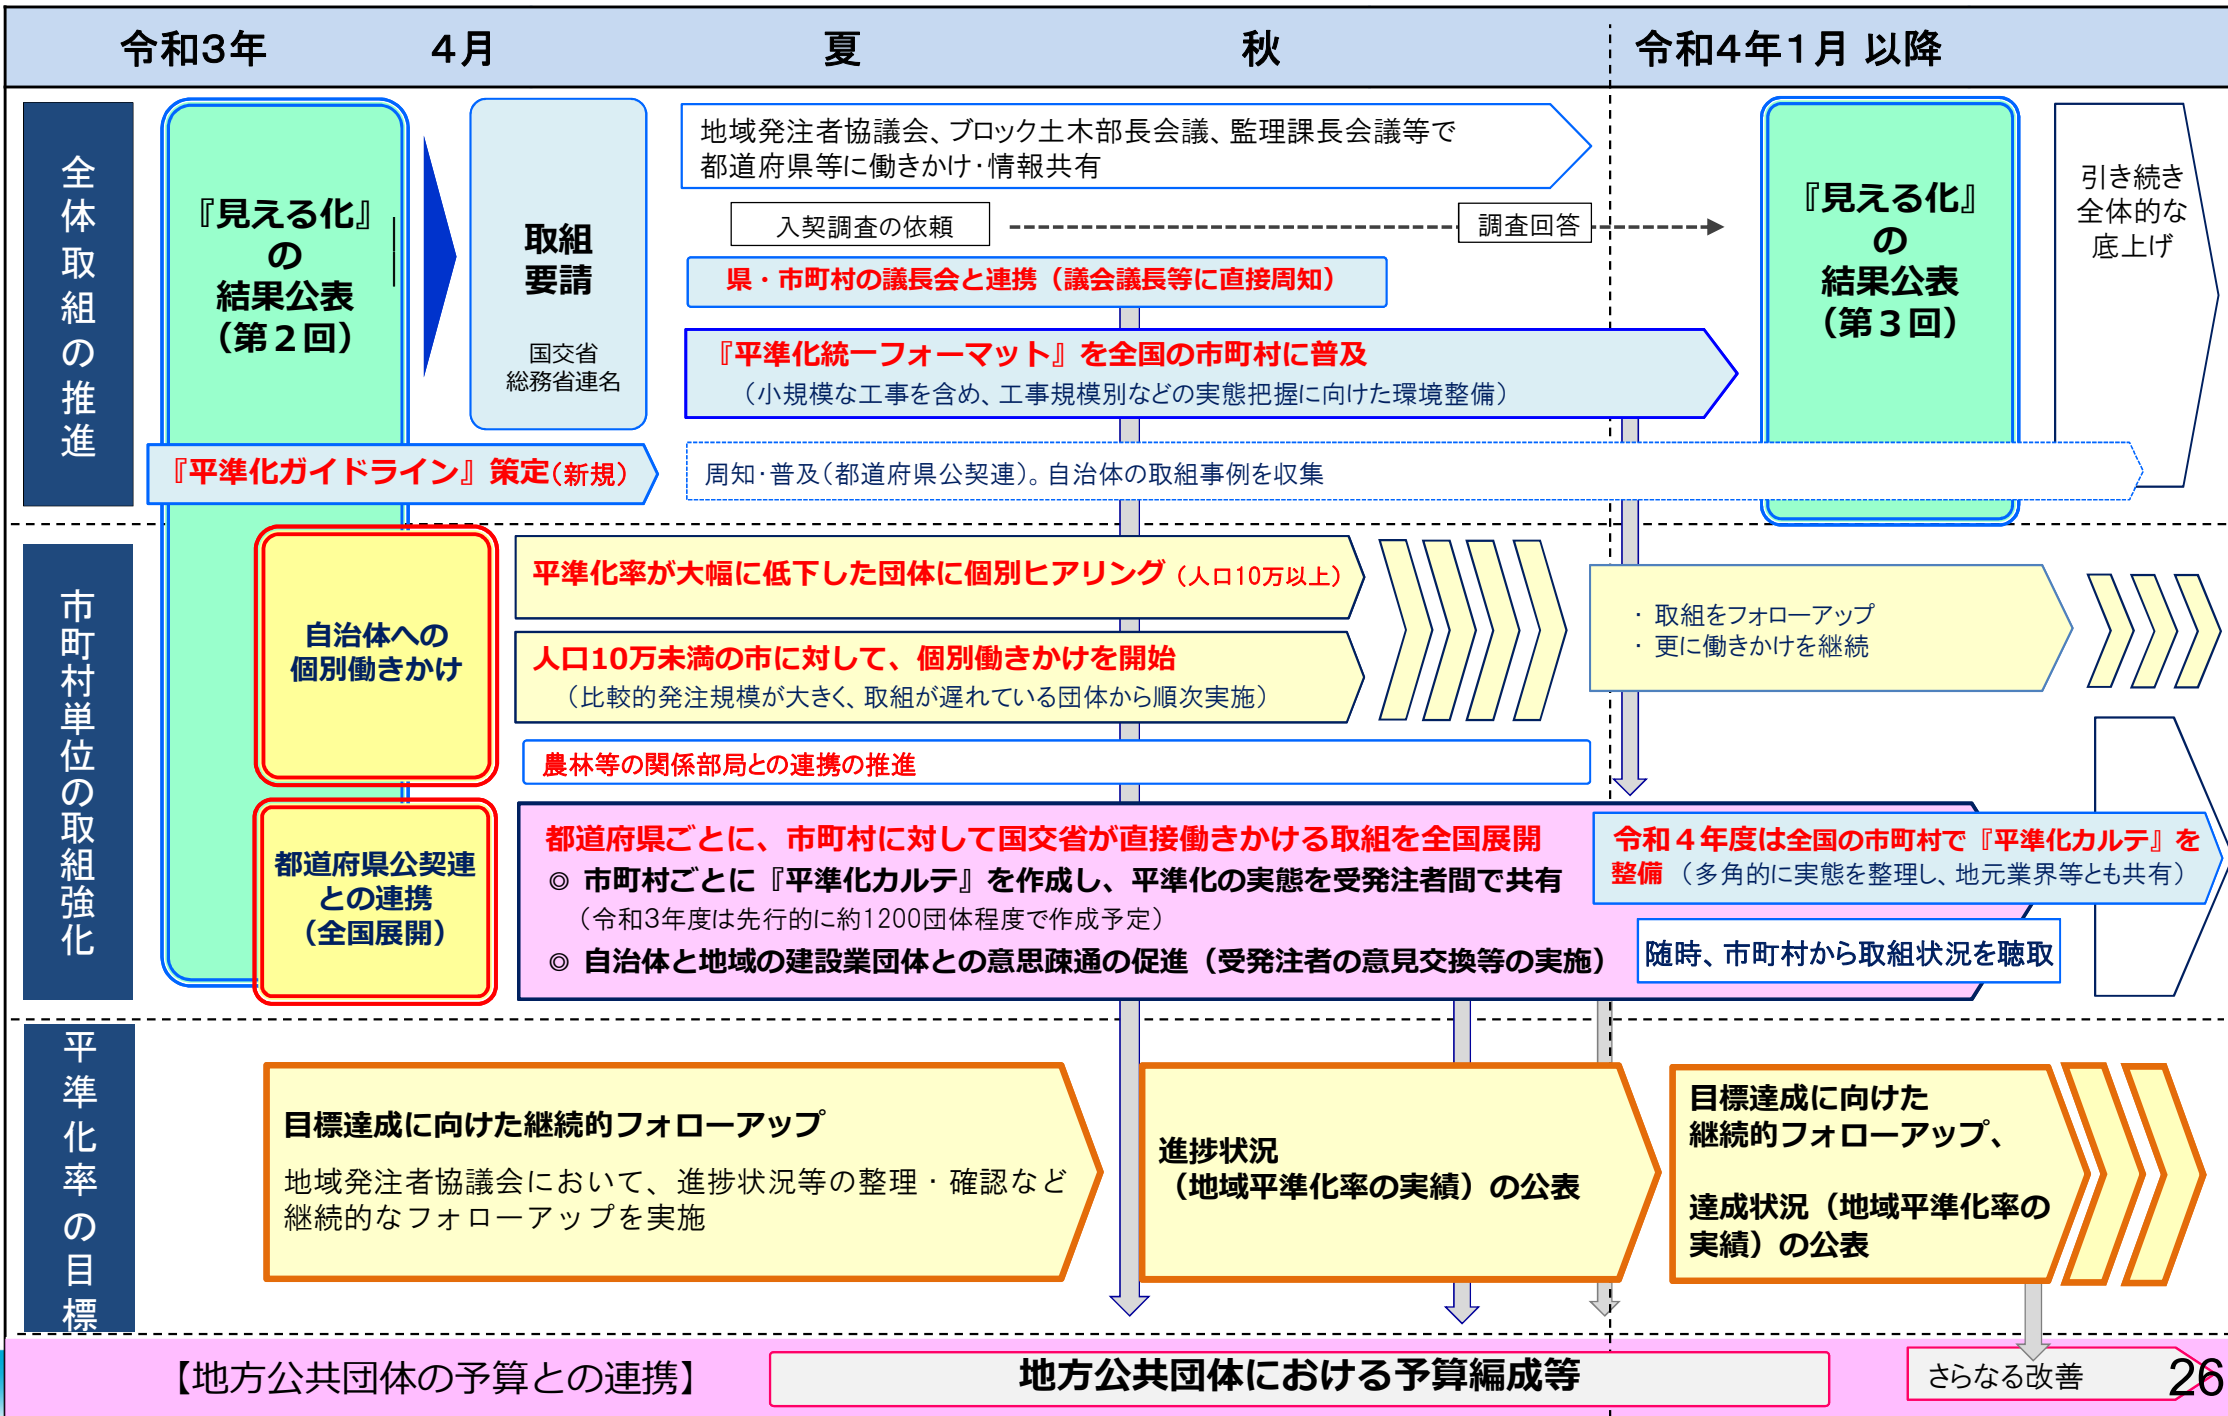 令和3年
4月
夏
秋
令和4年1月 以降
全体取組の推進
『見える化』
の
結果公表
（第２回）
取組
要請
国交省
総務省連名
地域発注者協議会、ブロック土木部長会議、監理課長会議等で
都道府県等に働きかけ・情報共有
入契調査の依頼
調査回答
県・市町村の議長会と連携（議会議長等に直接周知）
『平準化統一フォーマット』を全国の市町村に普及
（小規模な工事を含め、工事規模別などの実態把握に向けた環境整備）
『見える化』
の
結果公表
（第３回）
引き続き
全体的な
底上げ
『平準化ガイドライン』策定（新規）
周知・普及（都道府県公契連）。自治体の取組事例を収集
市町村単位の取組強化
自治体への
個別働きかけ
平準化率が大幅に低下した団体に個別ヒアリング（人口10万以上）
人口10万未満の市に対して、個別働きかけを開始
（比較的発注規模が大きく、取組が遅れている団体から順次実施）
・ 取組をフォローアップ
・ 更に働きかけを継続
農林等の関係部局との連携の推進
都道府県公契連
との連携
（全国展開）
都道府県ごとに、市町村に対して国交省が直接働きかける取組を全国展開
◎ 市町村ごとに『平準化カルテ』を作成し、平準化の実態を受発注者間で共有
（令和3年度は先行的に約1200団体程度で作成予定）
◎ 自治体と地域の建設業団体との意思疎通の促進（受発注者の意見交換等の実施）
令和４年度は全国の市町村で『平準化カルテ』を
整備（多角的に実態を整理し、地元業界等とも共有）
随時、市町村から取組状況を聴取
平準化率の目標
目標達成に向けた継続的フォローアップ
地域発注者協議会において、進捗状況等の整理・確認など
継続的なフォローアップを実施
進捗状況
（地域平準化率の実績）の公表
目標達成に向けた
継続的フォローアップ、
達成状況（地域平準化率の
実績）の公表
【地方公共団体の予算との連携】
地方公共団体における予算編成等
さらなる改善
26